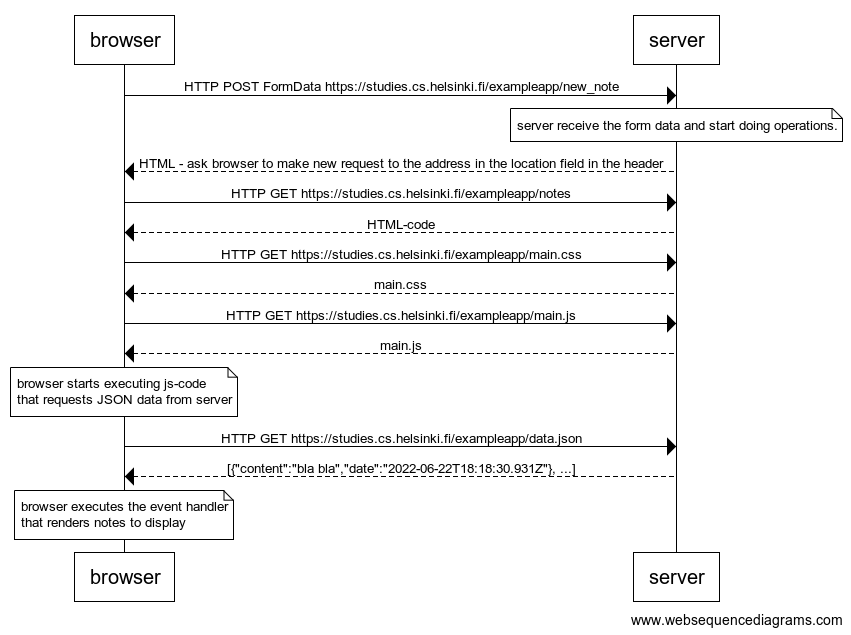 browser
server
HTTP POST FormData https://studies.cs.helsinki.fi/exampleapp/new_note
server receive the form data and start doing operations.
HTML - ask browser to make new request to the address in the location field in the header
HTTP GET https://studies.cs.helsinki.fi/exampleapp/notes
HTML-code
HTTP GET https://studies.cs.helsinki.fi/exampleapp/main.css
main.css
HTTP GET https://studies.cs.helsinki.fi/exampleapp/main.js
main.js
browser starts executing js-code
that requests JSON data from server
HTTP GET https://studies.cs.helsinki.fi/exampleapp/data.json
[{"content":"bla bla","date":"2022-06-22T18:18:30.931Z"}, ...]
browser executes the event handler
that renders notes to display
browser
server
www.websequencediagrams.com